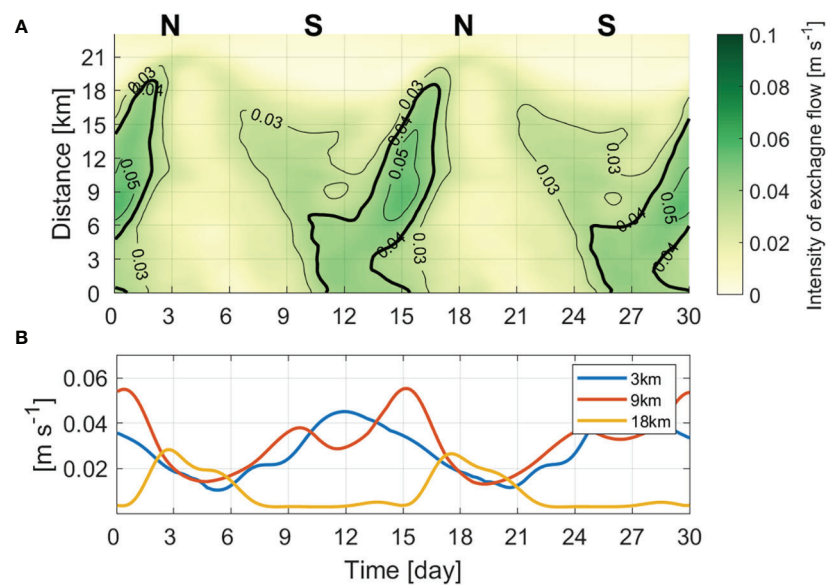 A
N S N S
0.03
0.04
0.05
0.03
0.03
0.03
0.04
0.05
0.04
0.03
0.03
0.03
0.04
0.05
0.04
21
18
15
12
9
6
3
0
Distance [km]
0 3 6 9 12 15 18 21 24 27 30
0.1
0.08
0.06
0.04
0.02
0
Intensity of exchagne flow [m s⁻¹]
B
0.06
0.04
0.02
[m s⁻¹]
3km
9km
18km
0 3 6 9 12 15 18 21 24 27 30
Time [day]